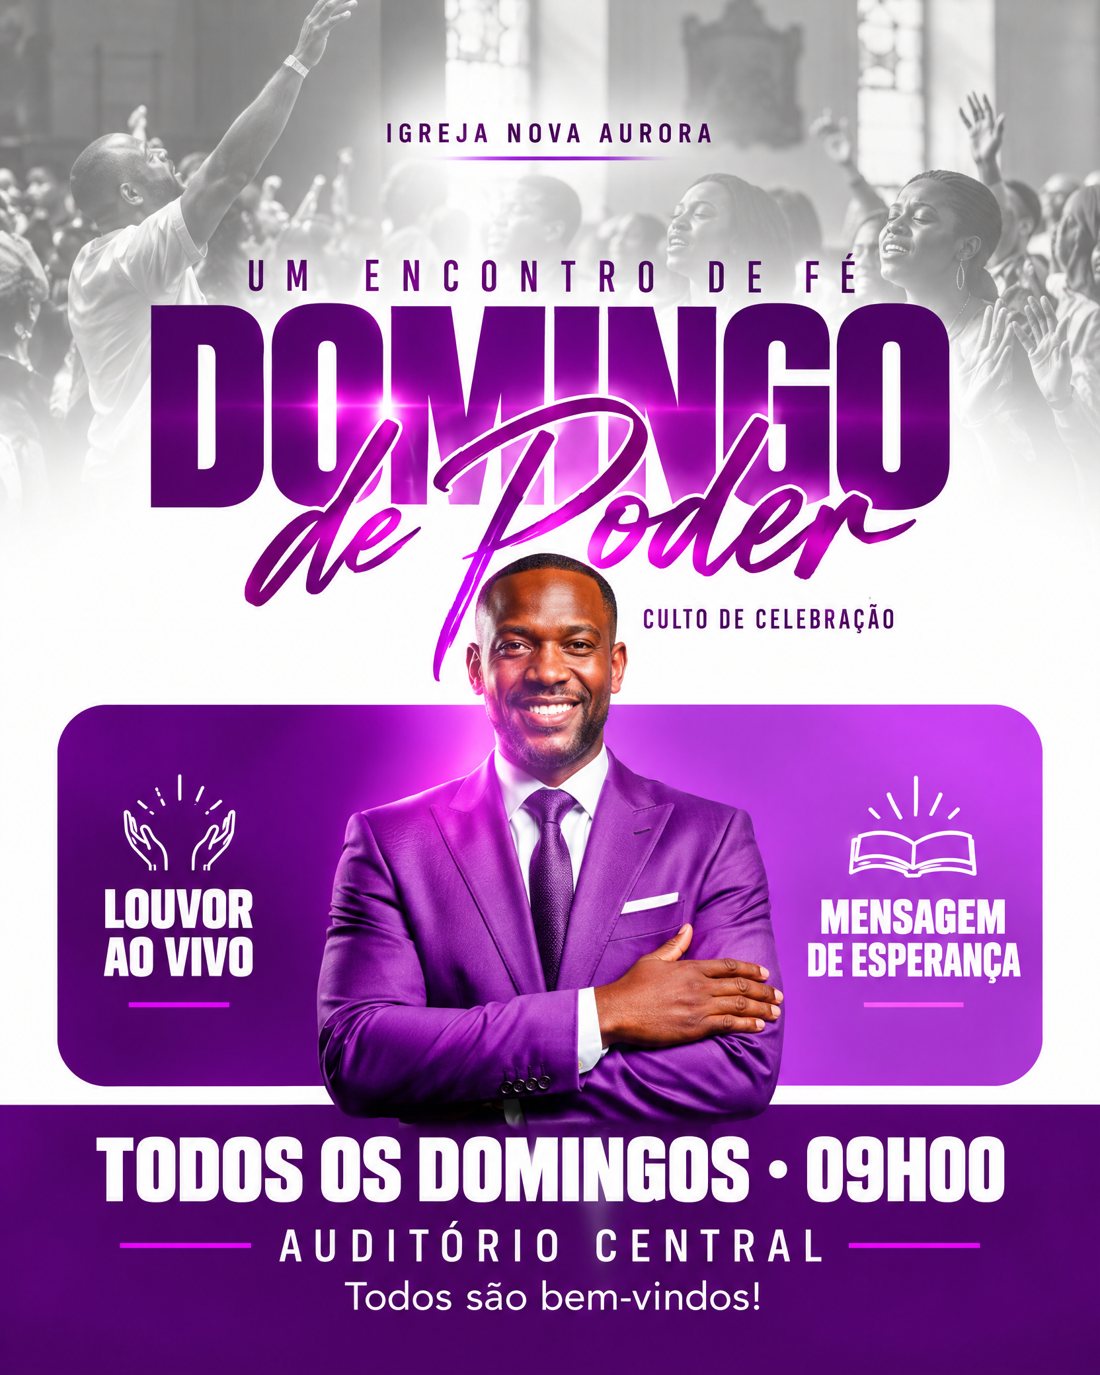 IGREJA NOVA AURORA
UM ENCONTRO DE FÉ
DOMINGO
de Poder
CULTO DE CELEBRAÇÃO
LOUVOR
AO VIVO
MENSAGEM
DE ESPERANÇA
TODOS OS DOMINGOS • 09H00
AUDITÓRIO CENTRAL
Todos são bem-vindos!